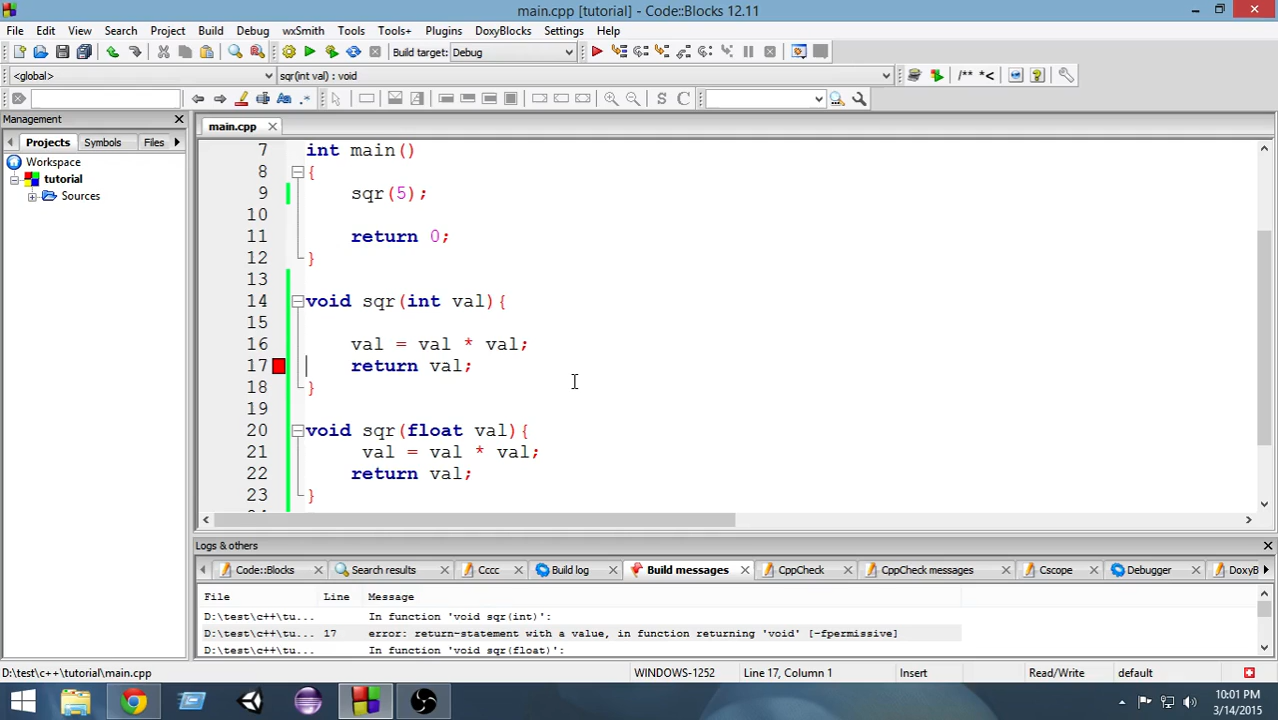 main.cpp [tutorial] - Code::Blocks 12.11
File Edit View Search Project Build Debug wxSmith Tools Tools+ Plugins DoxyBlocks Settings Help
Build target: Debug
<global> sqr(int val) : void
/** *<
Aa .* S C
Management
main.cpp
Projects Symbols Files
Workspace
tutorial
Sources
7 int main()
8 {
9 sqr(5);
10
11 return 0;
12 }
13
14 void sqr(int val){
15
16 val = val * val;
17 return val;
18 }
19
20 void sqr(float val){
21 val = val * val;
22 return val;
23 }
Logs & others
Code::Blocks Search results Cccc Build log Build messages CppCheck CppCheck messages Cscope Debugger DoxyB
File Line Message
D:\test\c++\tu... In function 'void sqr(int)':
D:\test\c++\tu... 17 error: return-statement with a value, in function returning 'void' [-fpermissive]
D:\test\c++\tu... In function 'void sqr(float)':
D:\test\c++\tutorial\main.cpp WINDOWS-1252 Line 17, Column 1 Insert Read/Write default
10:01 PM
3/14/2015